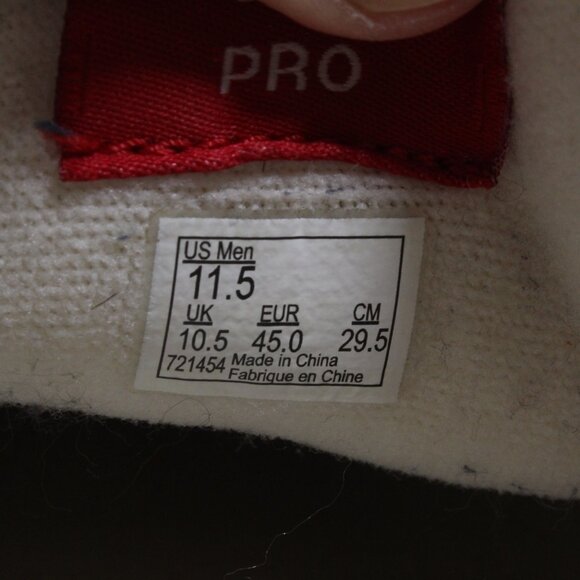 PRO
US Men
11.5
UK EUR CM
10.5 45.0 29.5
721454 Made in China
Fabrique en Chine